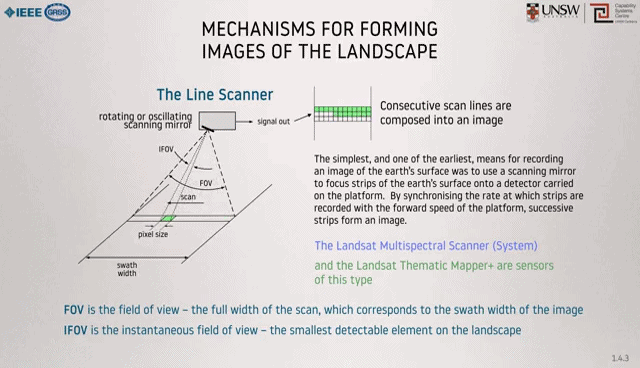 IEEE GRSS
UNSW
AUSTRALIA
Capability
Systems
Centre
MECHANISMS FOR FORMING
IMAGES OF THE LANDSCAPE
The Line Scanner
rotating or oscillating
scanning mirror
signal out
Consecutive scan lines are
composed into an image
IFOV
FOV
scan
pixel size
swath
width
The simplest, and one of the earliest, means for recording
an image of the earth's surface was to use a scanning mirror
to focus strips of the earth's surface onto a detector carried
on the platform. By synchronising the rate at which strips are
recorded with the forward speed of the platform, successive
strips form an image.
The Landsat Multispectral Scanner (System)
and the Landsat Thematic Mapper+ are sensors
of this type
FOV is the field of view – the full width of the scan, which corresponds to the swath width of the image
IFOV is the instantaneous field of view – the smallest detectable element on the landscape
1.4.3